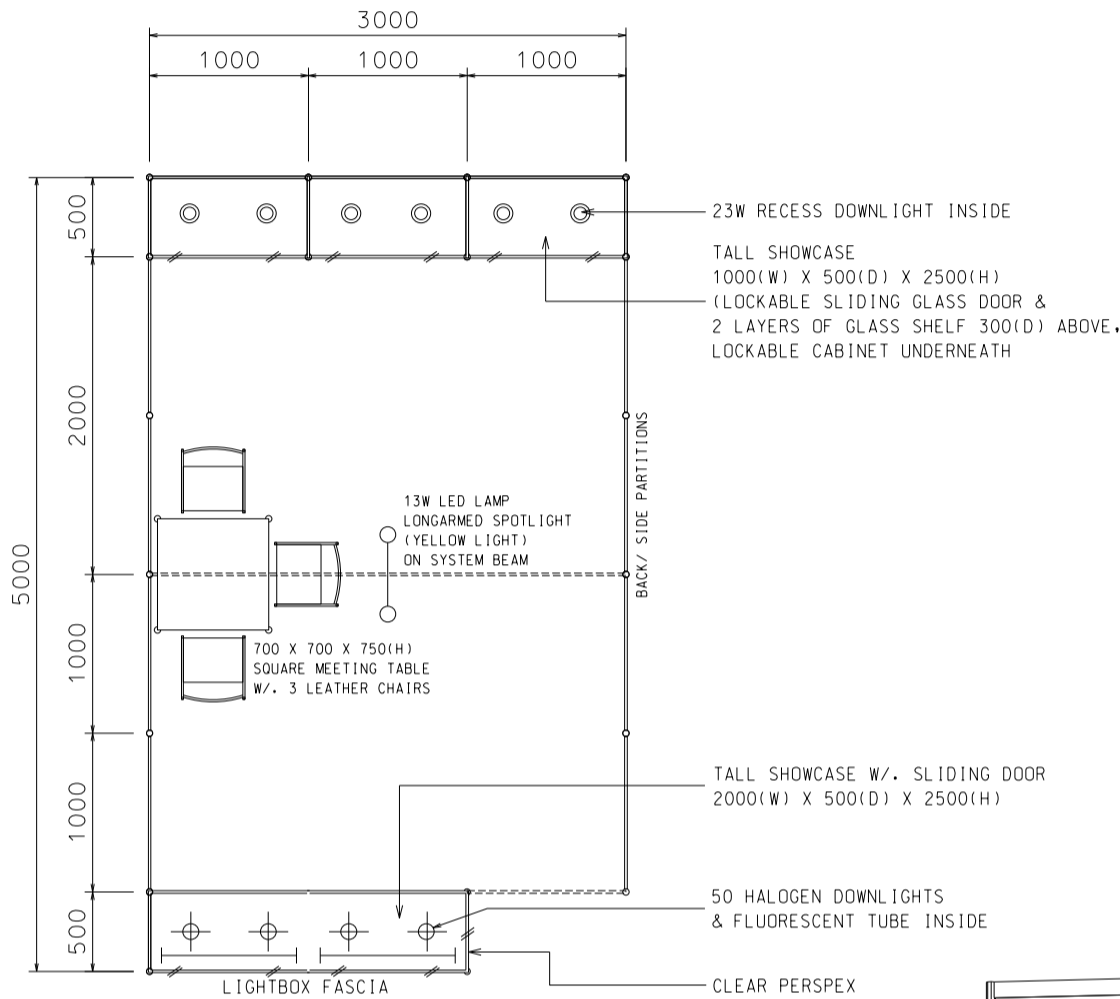 3000
1000
1000
1000
500
2000
5000
1000
1000
500
23W RECESS DOWNLIGHT INSIDE
TALL SHOWCASE
1000(W) X 500(D) X 2500(H)
(LOCKABLE SLIDING GLASS DOOR &
2 LAYERS OF GLASS SHELF 300(D) ABOVE,
LOCKABLE CABINET UNDERNEATH
BACK/ SIDE PARTITIONS
13W LED LAMP
LONGARMED SPOTLIGHT
(YELLOW LIGHT)
ON SYSTEM BEAM
700 X 700 X 750(H)
SQUARE MEETING TABLE
W/. 3 LEATHER CHAIRS
TALL SHOWCASE W/. SLIDING DOOR
2000(W) X 500(D) X 2500(H)
50 HALOGEN DOWNLIGHTS
& FLUORESCENT TUBE INSIDE
LIGHTBOX FASCIA
CLEAR PERSPEX